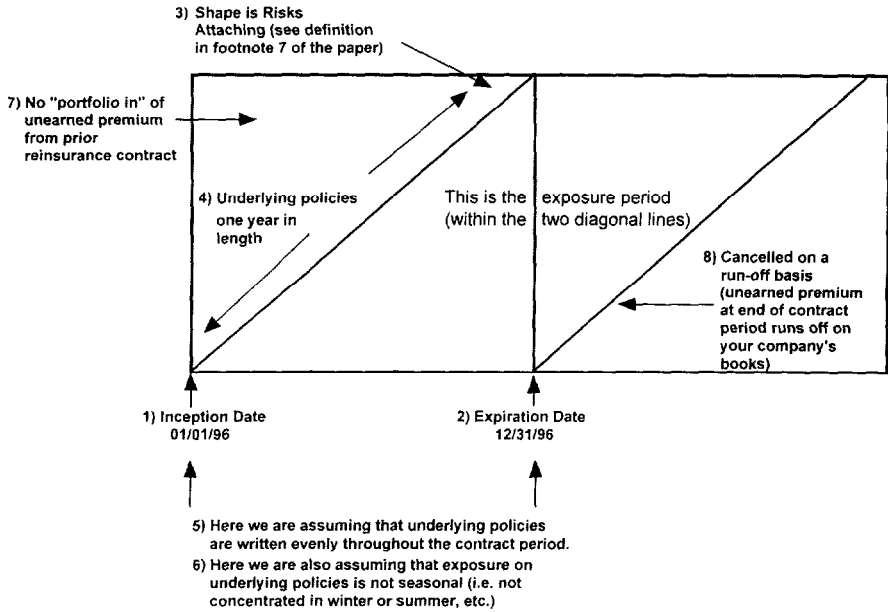 3) Shape is Risks
Attaching (see definition
in footnote 7 of the paper)
7) No "portfolio in" of
unearned premium
from prior
reinsurance contract
4) Underlying policies
one year in
length
This is the exposure period
(within the two diagonal lines)
8) Cancelled on a
run-off basis
(unearned premium
at end of contract
period runs off on
your company's
books)
1) Inception Date
01/01/96
2) Expiration Date
12/31/96
5) Here we are assuming that underlying policies
are written evenly throughout the contract period.
6) Here we are also assuming that exposure on
underlying policies is not seasonal (i.e. not
concentrated in winter or summer, etc.)